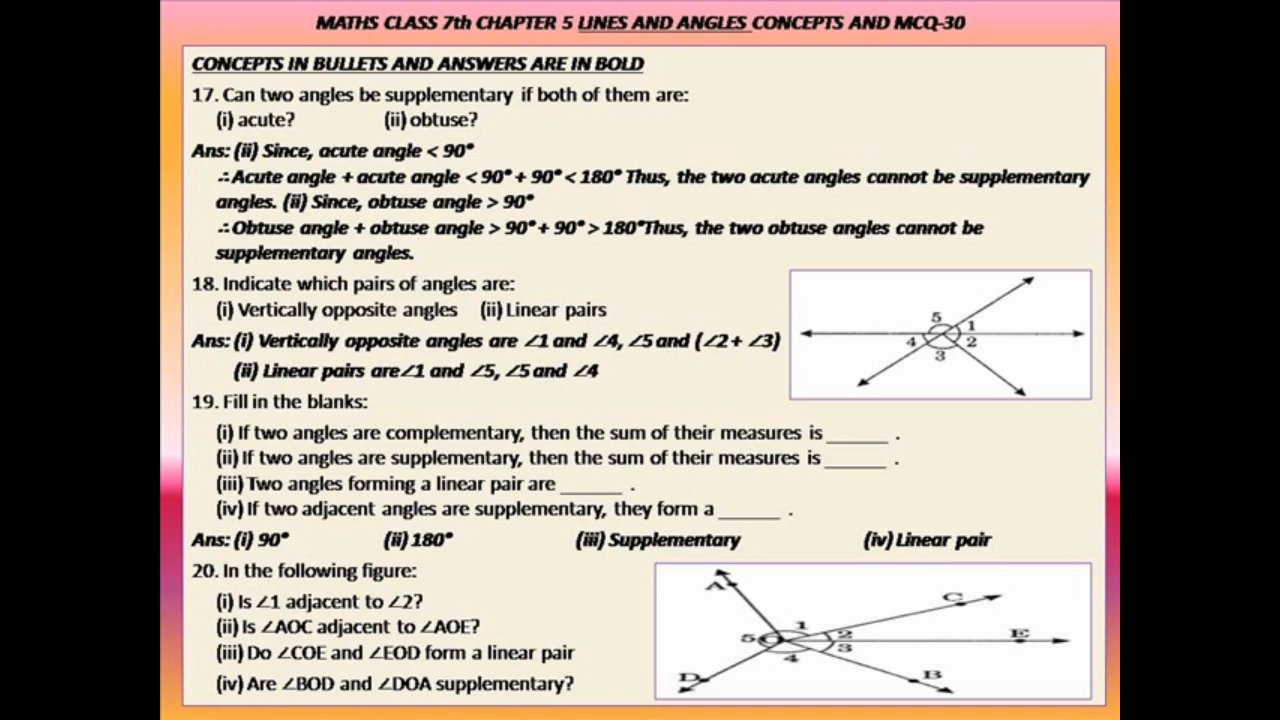 MATHS CLASS 7th CHAPTER 5 LINES AND ANGLES CONCEPTS AND MCQ-30
CONCEPTS IN BULLETS AND ANSWERS ARE IN BOLD
17. Can two angles be supplementary if both of them are:
(i) acute? (ii) obtuse?
Ans: (ii) Since, acute angle < 90°
∴ Acute angle + acute angle < 90° + 90° < 180° Thus, the two acute angles cannot be supplementary
angles. (ii) Since, obtuse angle > 90°
∴ Obtuse angle + obtuse angle > 90° + 90° > 180°Thus, the two obtuse angles cannot be
supplementary angles.
18. Indicate which pairs of angles are:
(i) Vertically opposite angles (ii) Linear pairs
Ans: (i) Vertically opposite angles are ∠1 and ∠4, ∠5 and (∠2 + ∠3)
(ii) Linear pairs are∠1 and ∠5, ∠5 and ∠4
5 1
4 2
3
19. Fill in the blanks:
(i) If two angles are complementary, then the sum of their measures is ______ .
(ii) If two angles are supplementary, then the sum of their measures is ______ .
(iii) Two angles forming a linear pair are ______ .
(iv) If two adjacent angles are supplementary, they form a ______ .
Ans: (i) 90° (ii) 180° (iii) Supplementary (iv) Linear pair
20. In the following figure:
(i) Is ∠1 adjacent to ∠2?
(ii) Is ∠AOC adjacent to ∠AOE?
(iii) Do ∠COE and ∠EOD form a linear pair
(iv) Are ∠BOD and ∠DOA supplementary?
A C
1
5 O 2 E
3
4
D B